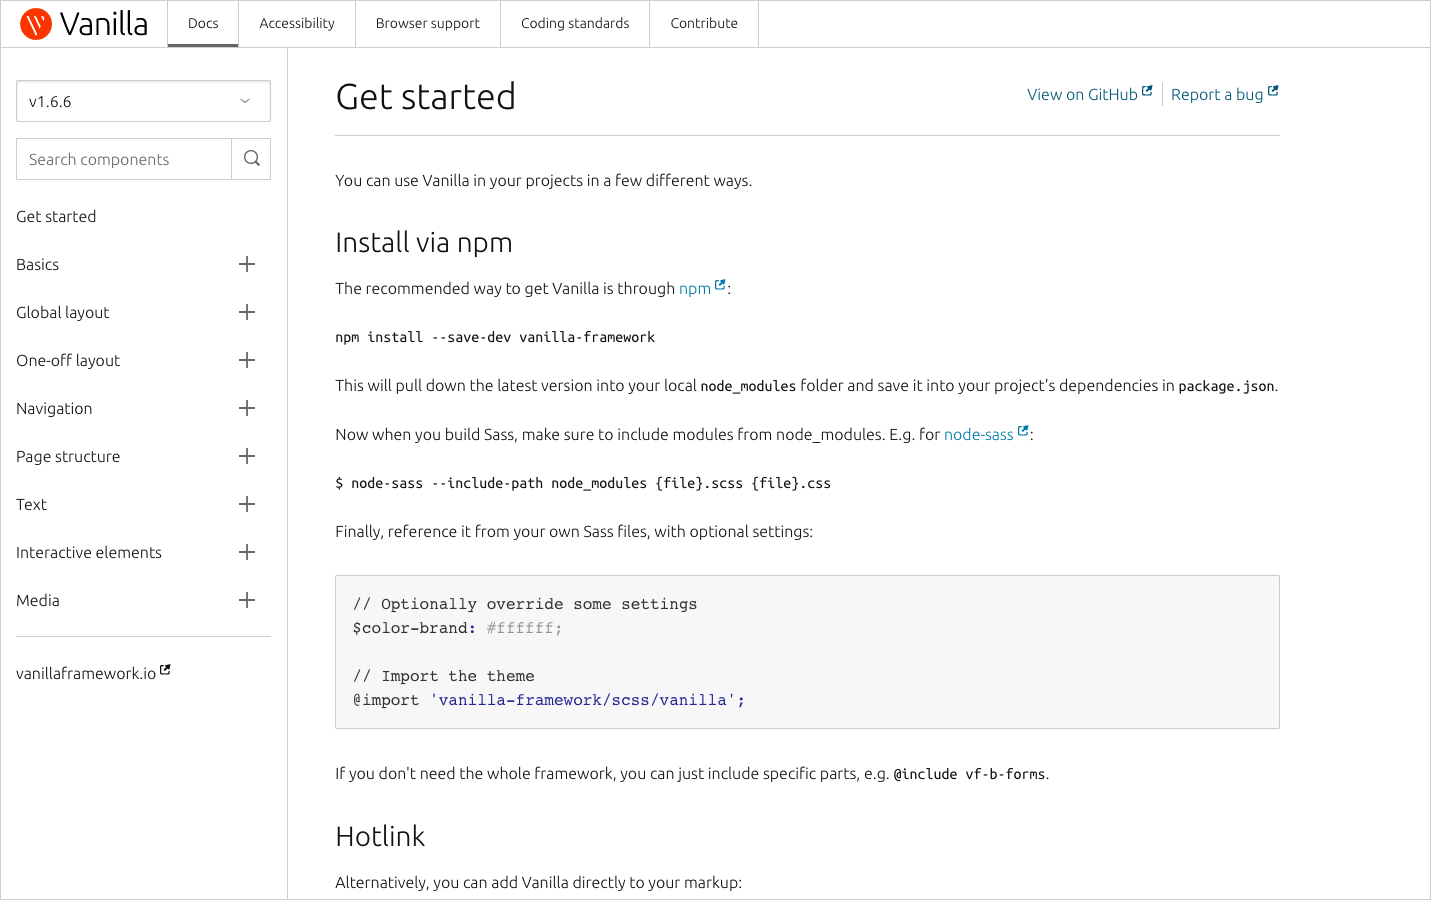 Vanilla
Docs
Accessibility
Browser support
Coding standards
Contribute
v1.6.6
Search components
Get started
Basics
Global layout
One-off layout
Navigation
Page structure
Text
Interactive elements
Media
vanillaframework.io
Get started
View on GitHub
Report a bug
You can use Vanilla in your projects in a few different ways.
Install via npm
The recommended way to get Vanilla is through npm:
npm install --save-dev vanilla-framework
This will pull down the latest version into your local node_modules folder and save it into your project's dependencies in package.json.
Now when you build Sass, make sure to include modules from node_modules. E.g. for node-sass:
$ node-sass --include-path node_modules {file}.scss {file}.css
Finally, reference it from your own Sass files, with optional settings:
// Optionally override some settings
$color-brand: #ffffff;
// Import the theme
@import 'vanilla-framework/scss/vanilla';
If you don't need the whole framework, you can just include specific parts, e.g. @include vf-b-forms.
Hotlink
Alternatively, you can add Vanilla directly to your markup: